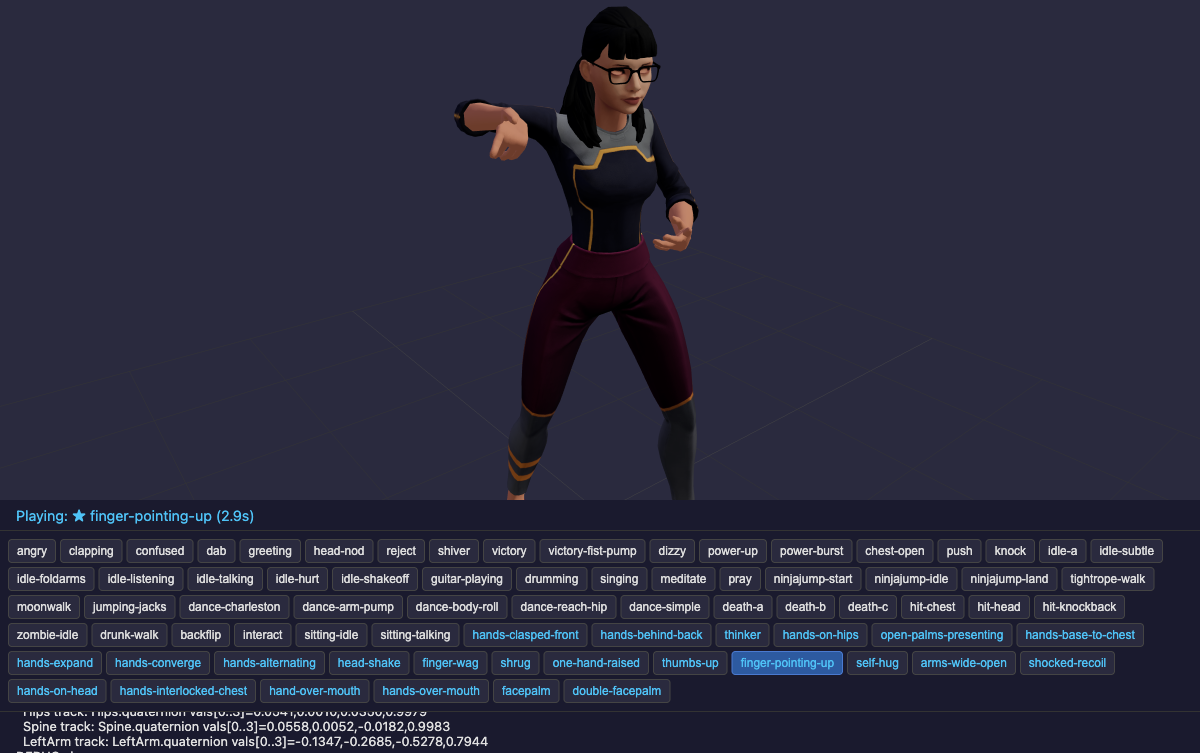 Playing: ★ finger-pointing-up (2.9s)
angry clapping confused dab greeting head-nod reject shiver victory victory-fist-pump dizzy power-up power-burst chest-open push knock idle-a idle-subtle
idle-foldarms idle-listening idle-talking idle-hurt idle-shakeoff guitar-playing drumming singing meditate pray ninjajump-start ninjajump-idle ninjajump-land tightrope-walk
moonwalk jumping-jacks dance-charleston dance-arm-pump dance-body-roll dance-reach-hip dance-simple death-a death-b death-c hit-chest hit-head hit-knockback
zombie-idle drunk-walk backflip interact sitting-idle sitting-talking hands-clasped-front hands-behind-back thinker hands-on-hips open-palms-presenting hands-base-to-chest
hands-expand hands-converge hands-alternating head-shake finger-wag shrug one-hand-raised thumbs-up finger-pointing-up self-hug arms-wide-open shocked-recoil
hands-on-head hands-interlocked-chest hand-over-mouth hands-over-mouth facepalm double-facepalm
Hips track: Hips.quaternion
Spine track: Spine.quaternion vals[0..3]=0.0558,0.0052,-0.0182,0.9983
LeftArm track: LeftArm.quaternion vals[0..3]=-0.1347,-0.2685,-0.5278,0.7944